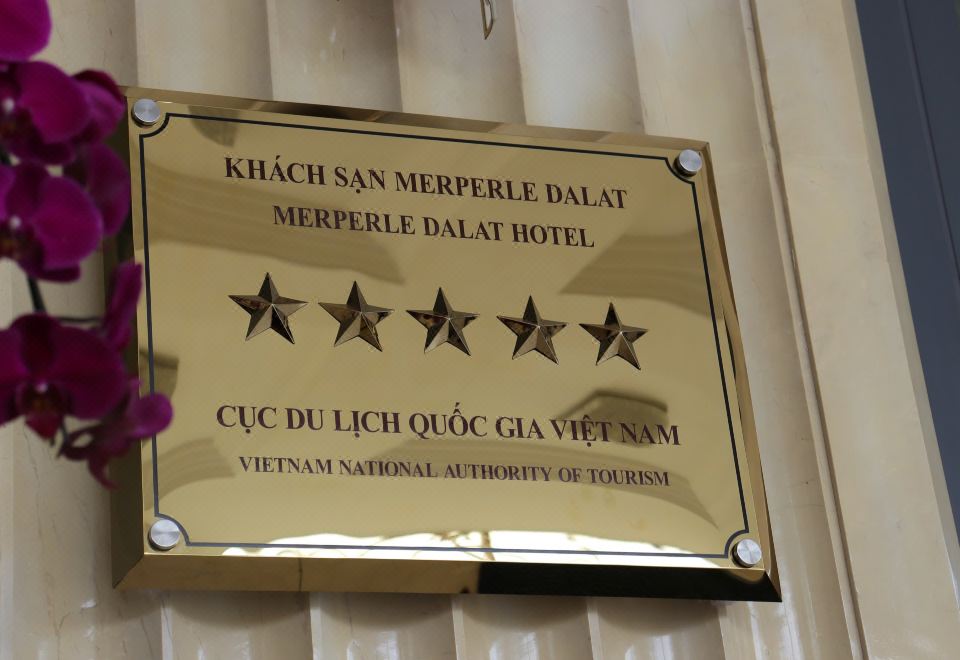 KHÁCH SẠN MERPERLE DALAT
MERPERLE DALAT HOTEL
CỤC DU LỊCH QUỐC GIA VIỆT NAM
VIETNAM NATIONAL AUTHORITY OF TOURISM